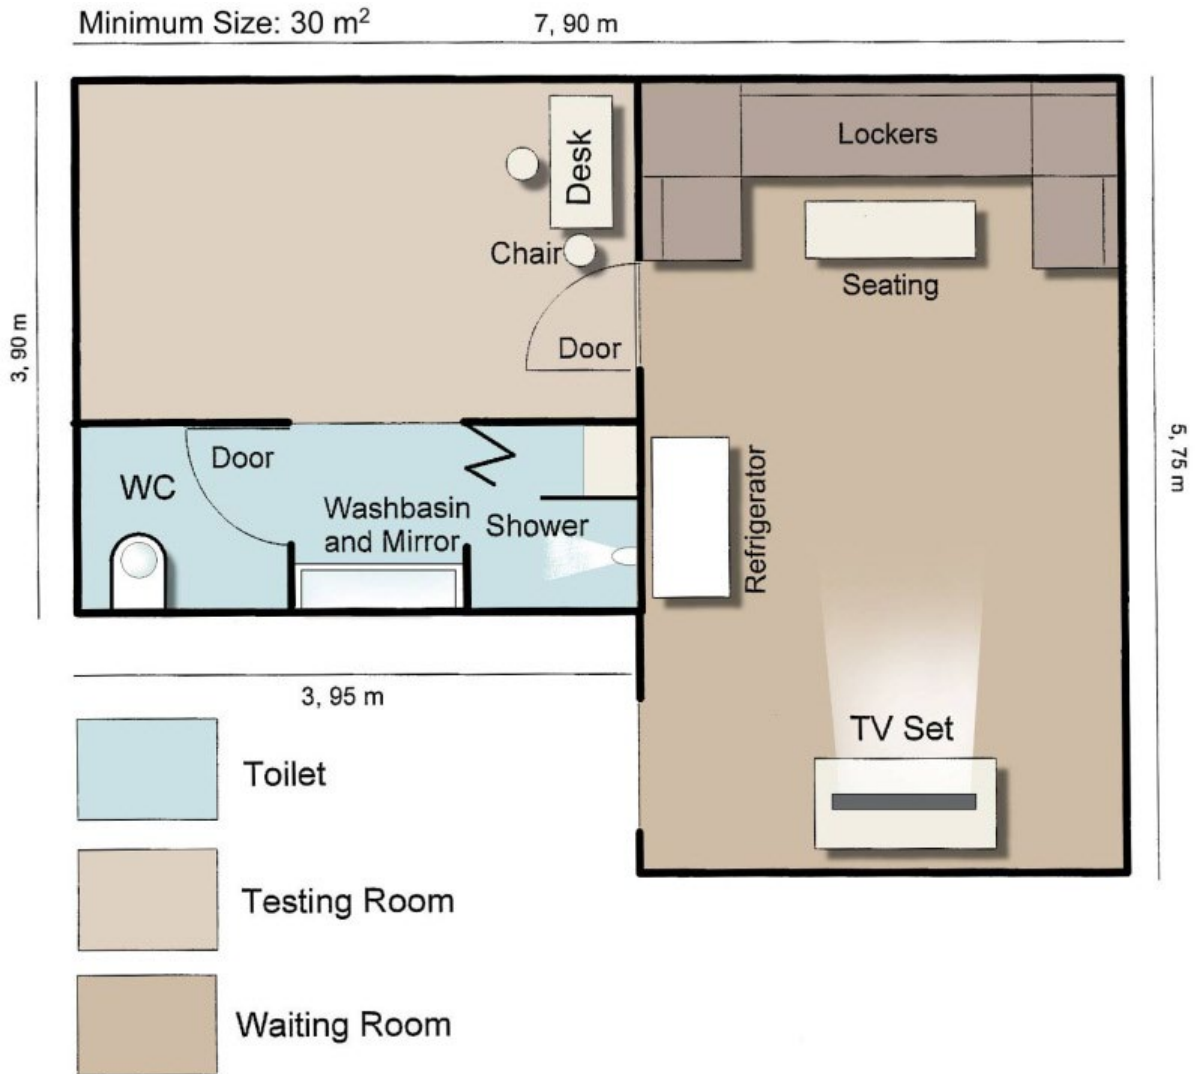 Minimum Size: 30 m²
7, 90 m
Desk
Lockers
Chair
Seating
Door
3, 90 m
Door
WC
Washbasin
and Mirror
Shower
Refrigerator
5, 75 m
3, 95 m
TV Set
Toilet
Testing Room
Waiting Room